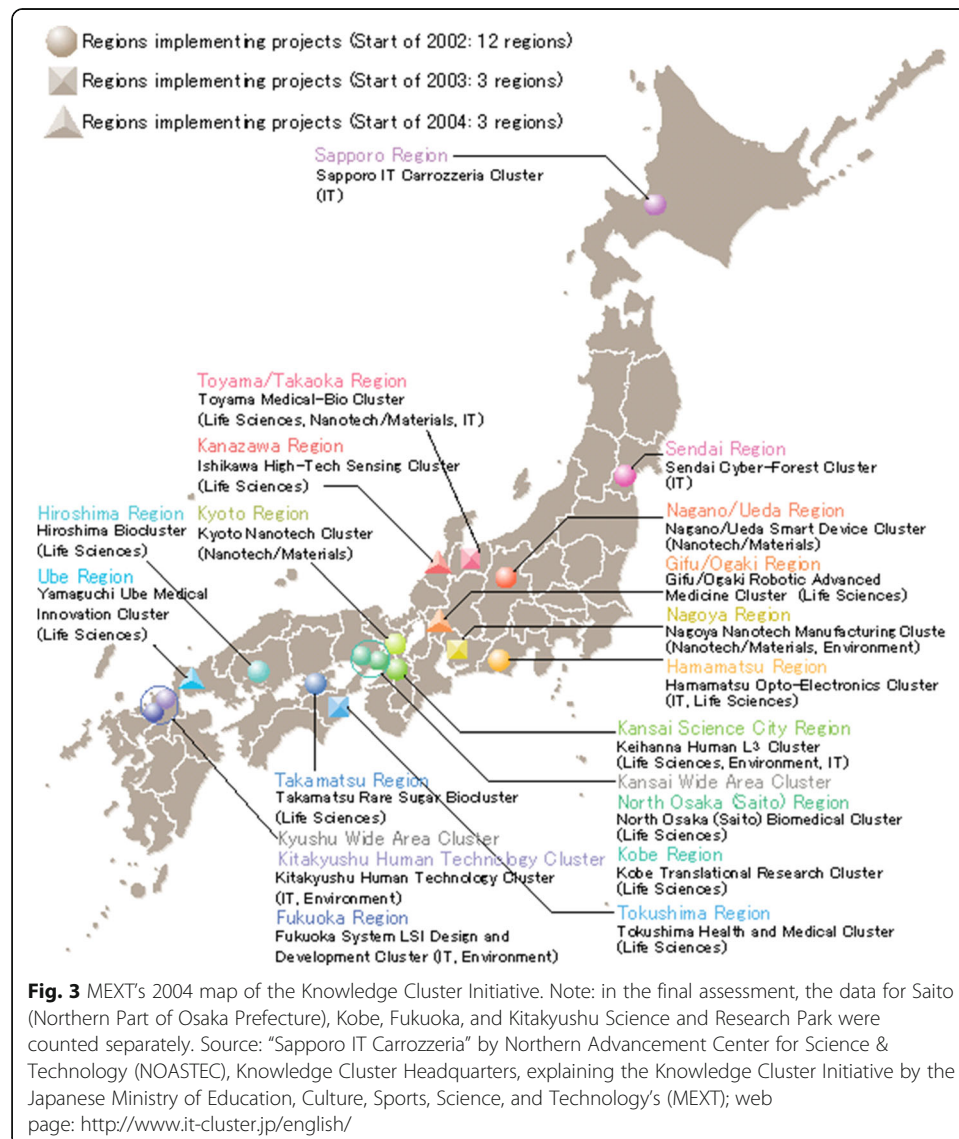 Regions implementing projects (Start of 2002: 12 regions)
Regions implementing projects (Start of 2003: 3 regions)
Regions implementing projects (Start of 2004: 3 regions)
Sapporo Region
Sapporo IT Carrozzeria Cluster
(IT)
Toyama/Takaoka Region
Toyama Medical-Bio Cluster
(Life Sciences, Nanotech/Materials, IT)
Kanazawa Region
Ishikawa High-Tech Sensing Cluster
(Life Sciences)
Hiroshima Region
Hiroshima Biocluster
(Life Sciences)
Kyoto Region
Kyoto Nanotech Cluster
(Nanotech/Materials)
Ube Region
Yamaguchi Ube Medical
Innovation Cluster
(Life Sciences)
Sendai Region
Sendai Cyber-Forest Cluster
(IT)
Nagano/Ueda Region
Nagano/Ueda Smart Device Cluster
(Nanotech/Materials)
Gifu/Ogaki Region
Gifu/Ogaki Robotic Advanced
Medicine Cluster (Life Sciences)
Nagoya Region
Nagoya Nanotech Manufacturing Cluste
(Nanotech/Materials, Environment)
Hamamatsu Region
Hamamatsu Opto-Electronics Cluster
(IT, Life Sciences)
Kansai Science City Region
Keihanna Human L3 Cluster
(Life Sciences, Environment, IT)
Kansai Wide Area Cluster
North Osaka (Saito) Region
North Osaka (Saito) Biomedical Cluster
(Life Sciences)
Kobe Region
Kobe Translational Research Cluster
(Life Sciences)
Tokushima Region
Tokushima Health and Medical Cluster
(Life Sciences)
Takamatsu Region
Takamatsu Rare Sugar Biocluster
(Life Sciences)
Kyushu Wide Area Cluster
Kitakyushu Human Technology Cluster
Kitakyushu Human Technology Cluster
(IT, Environment)
Fukuoka Region
Fukuoka System LSI Design and
Development Cluster (IT, Environment)
Fig. 3 MEXT's 2004 map of the Knowledge Cluster Initiative. Note: in the final assessment, the data for Saito
(Northern Part of Osaka Prefecture), Kobe, Fukuoka, and Kitakyushu Science and Research Park were
counted separately. Source: "Sapporo IT Carrozzeria" by Northern Advancement Center for Science &
Technology (NOASTEC), Knowledge Cluster Headquarters, explaining the Knowledge Cluster Initiative by the
Japanese Ministry of Education, Culture, Sports, Science, and Technology's (MEXT); web
page: http://www.it-cluster.jp/english/